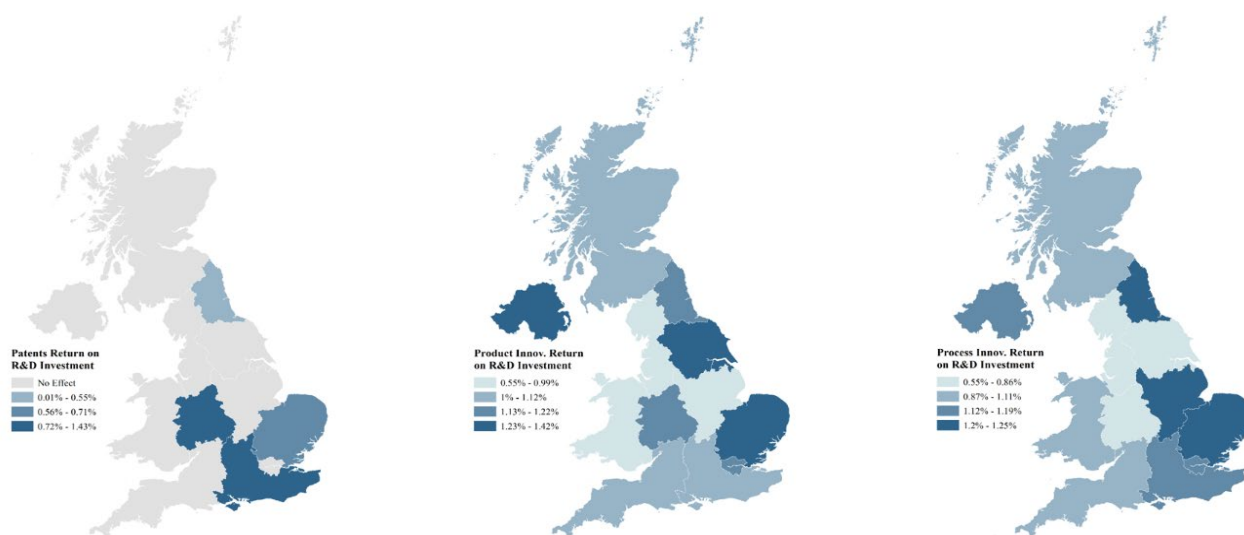 Patents Return on
R&D Investment
No Effect
0.01% - 0.55%
0.56% - 0.71%
0.72% - 1.43%
Product Innov. Return
on R&D Investment
0.55% - 0.99%
1% - 1.12%
1.13% - 1.22%
1.23% - 1.42%
Process Innov. Return
on R&D Investment
0.55% - 0.86%
0.87% - 1.11%
1.12% - 1.19%
1.2% - 1.25%